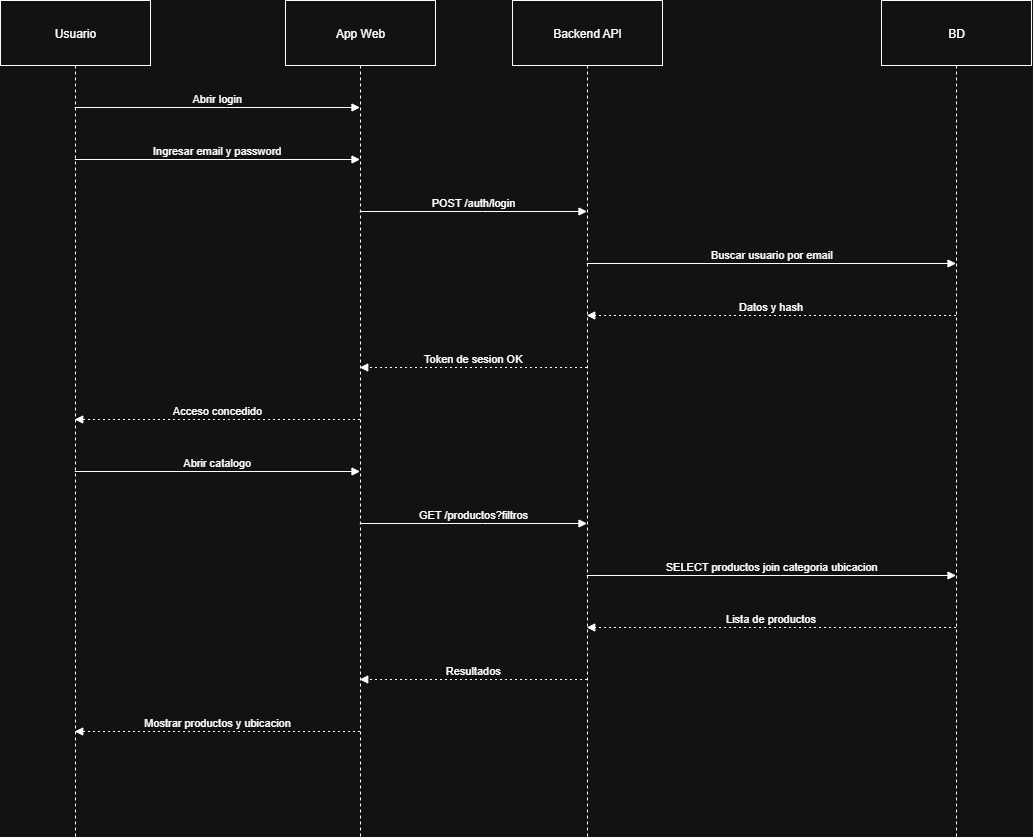 Usuario
App Web
Backend API
BD
Abrir login
Ingresar email y password
POST /auth/login
Buscar usuario por email
Datos y hash
Token de sesion OK
Acceso concedido
Abrir catalogo
GET /productos?filtros
SELECT productos join categoria ubicacion
Lista de productos
Resultados
Mostrar productos y ubicacion